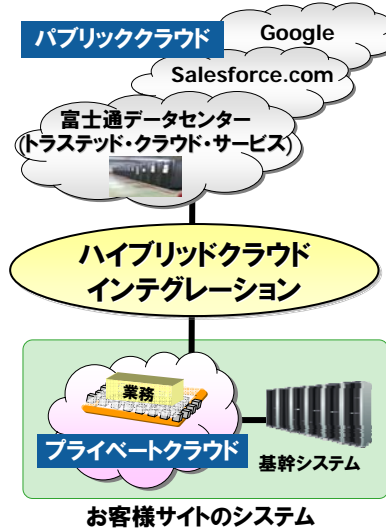 パブリッククラウド
Google
Salesforce.com
富士通データセンター
(トラステッド・クラウド・サービス)
ハイブリッドクラウド
インテグレーション
業務
プライベートクラウド
基幹システム
お客様サイトのシステム